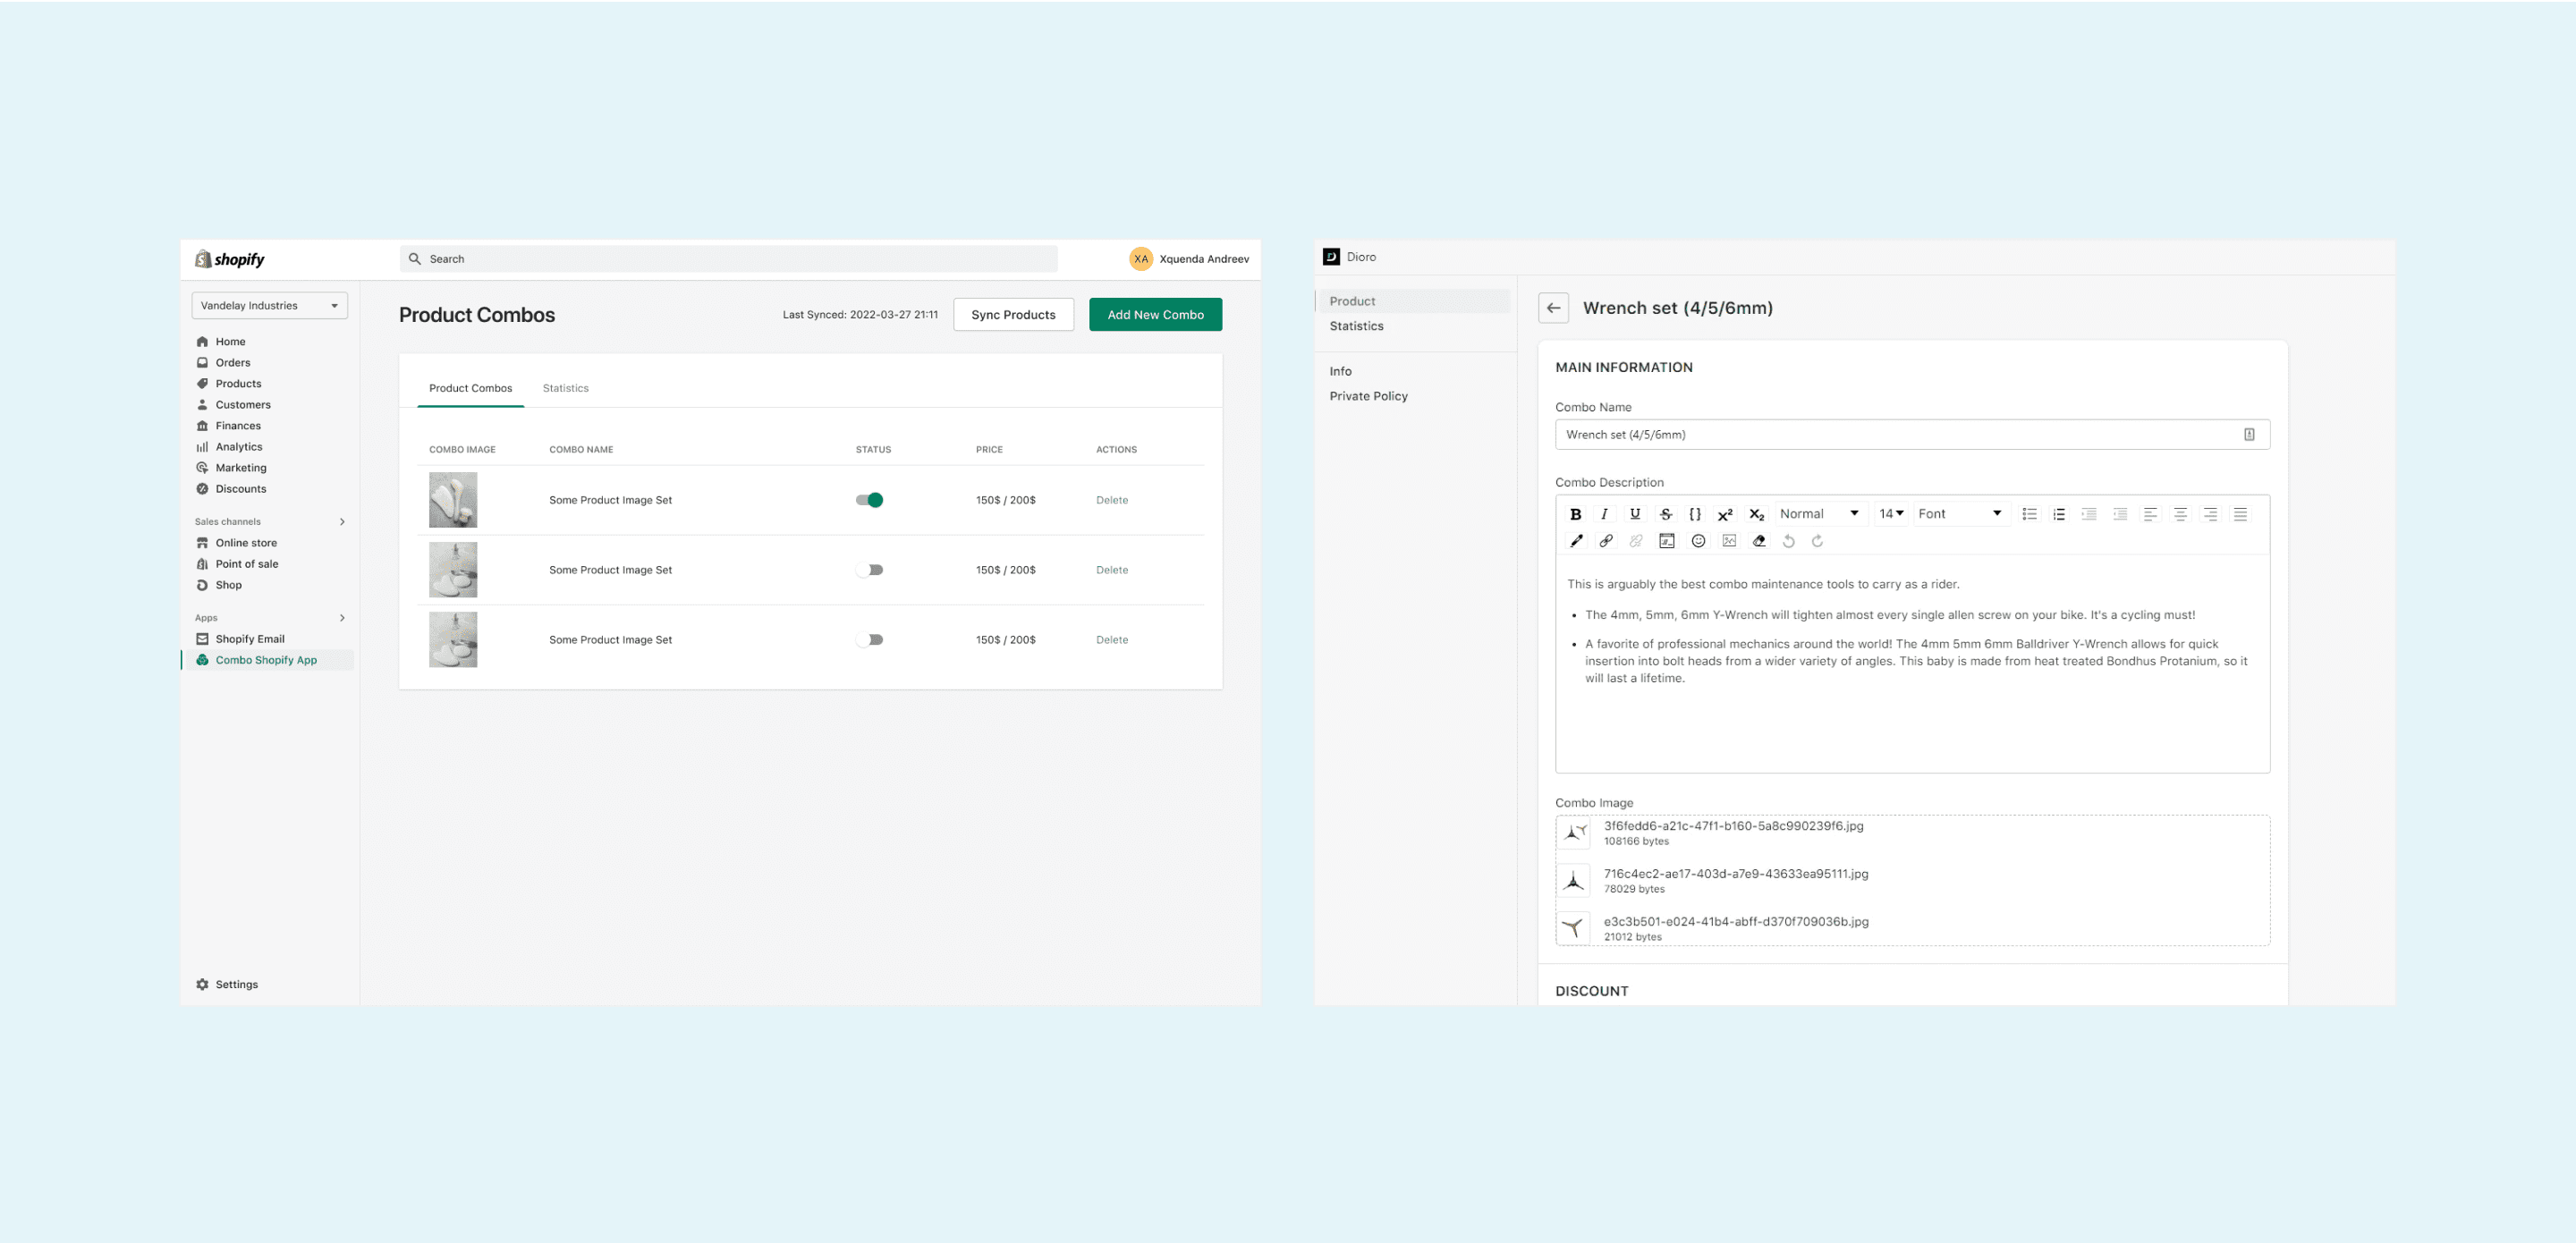 shopify
Search
XA Xquenda Andreev
Vandelay Industries
Home
Orders
Products
Customers
Finances
Analytics
Marketing
Discounts
Sales channels
Online store
Point of sale
Shop
Apps
Shopify Email
Combo Shopify App
Settings
Product Combos
Last Synced: 2022-03-27 21:11
Sync Products
Add New Combo
Product Combos Statistics
COMBO IMAGE COMBO NAME STATUS PRICE ACTIONS
Some Product Image Set 150$ / 200$ Delete
Some Product Image Set 150$ / 200$ Delete
Some Product Image Set 150$ / 200$ Delete
Dioro
Product
Statistics
Info
Private Policy
Wrench set (4/5/6mm)
MAIN INFORMATION
Combo Name
Wrench set (4/5/6mm)
Combo Description
B I U S {} X² X₂ Normal 14 Font
This is arguably the best combo maintenance tools to carry as a rider.
• The 4mm, 5mm, 6mm Y-Wrench will tighten almost every single allen screw on your bike. It's a cycling must!
• A favorite of professional mechanics around the world! The 4mm 5mm 6mm Balldriver Y-Wrench allows for quick
insertion into bolt heads from a wider variety of angles. This baby is made from heat treated Bondhus Protanium, so it
will last a lifetime.
Combo Image
3f6fedd6-a21c-47f1-b160-5a8c990239f6.jpg
108166 bytes
716c4ec2-ae17-403d-a7e9-43633ea95111.jpg
78029 bytes
e3c3b501-e024-41b4-abff-d370f709036b.jpg
21012 bytes
DISCOUNT